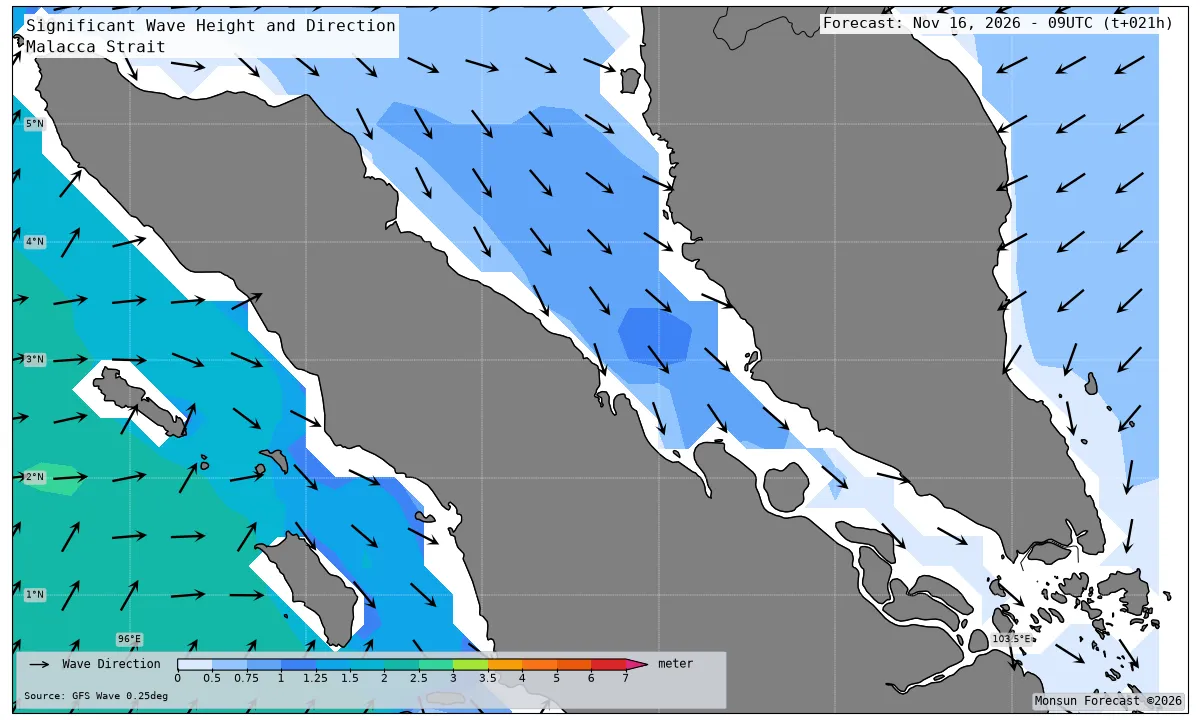 Significant Wave Height and Direction
Malacca Strait
Forecast: Nov 16, 2026 - 09UTC (t+021h)
5°N
4°N
3°N
2°N
1°N
96°E
103.5°E
Wave Direction
meter
0 0.5 0.75 1 1.25 1.5 2 2.5 3 3.5 4 5 6 7
Source: GFS Wave 0.25deg
Monsun Forecast ©2026